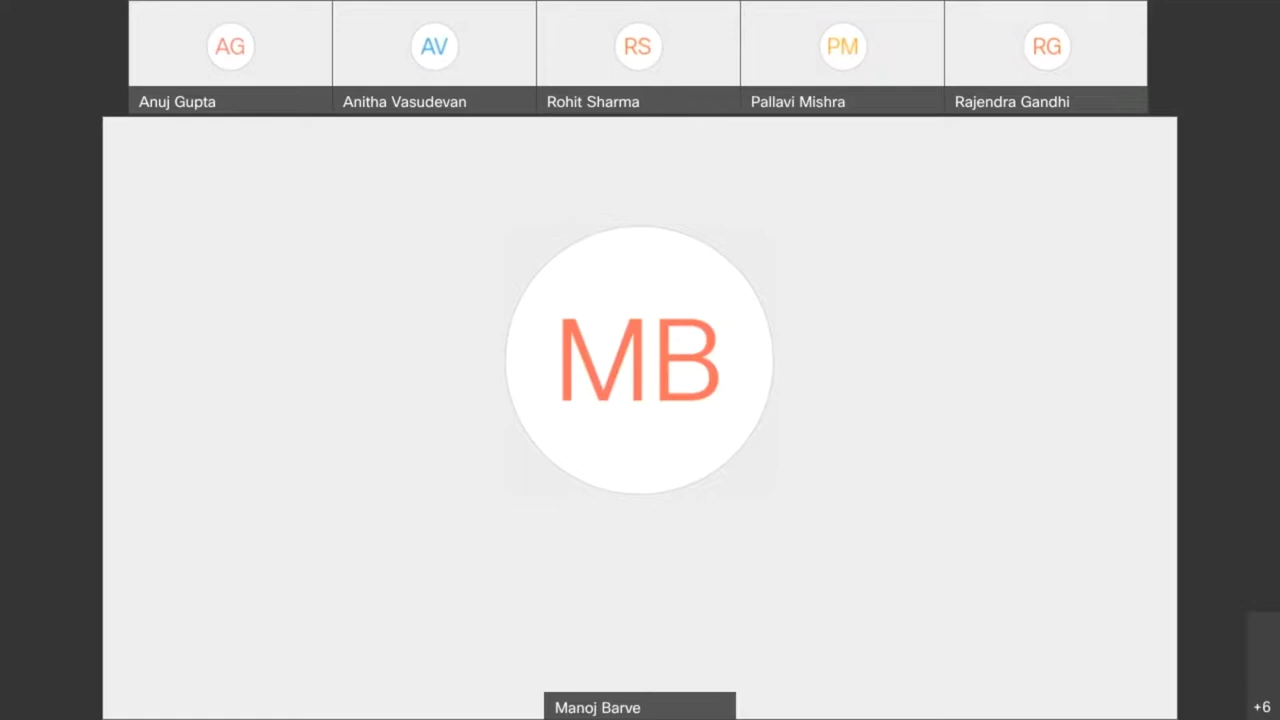 AG AV RS PM RG
Anuj Gupta Anitha Vasudevan Rohit Sharma Pallavi Mishra Rajendra Gandhi
MB
Manoj Barve
+6